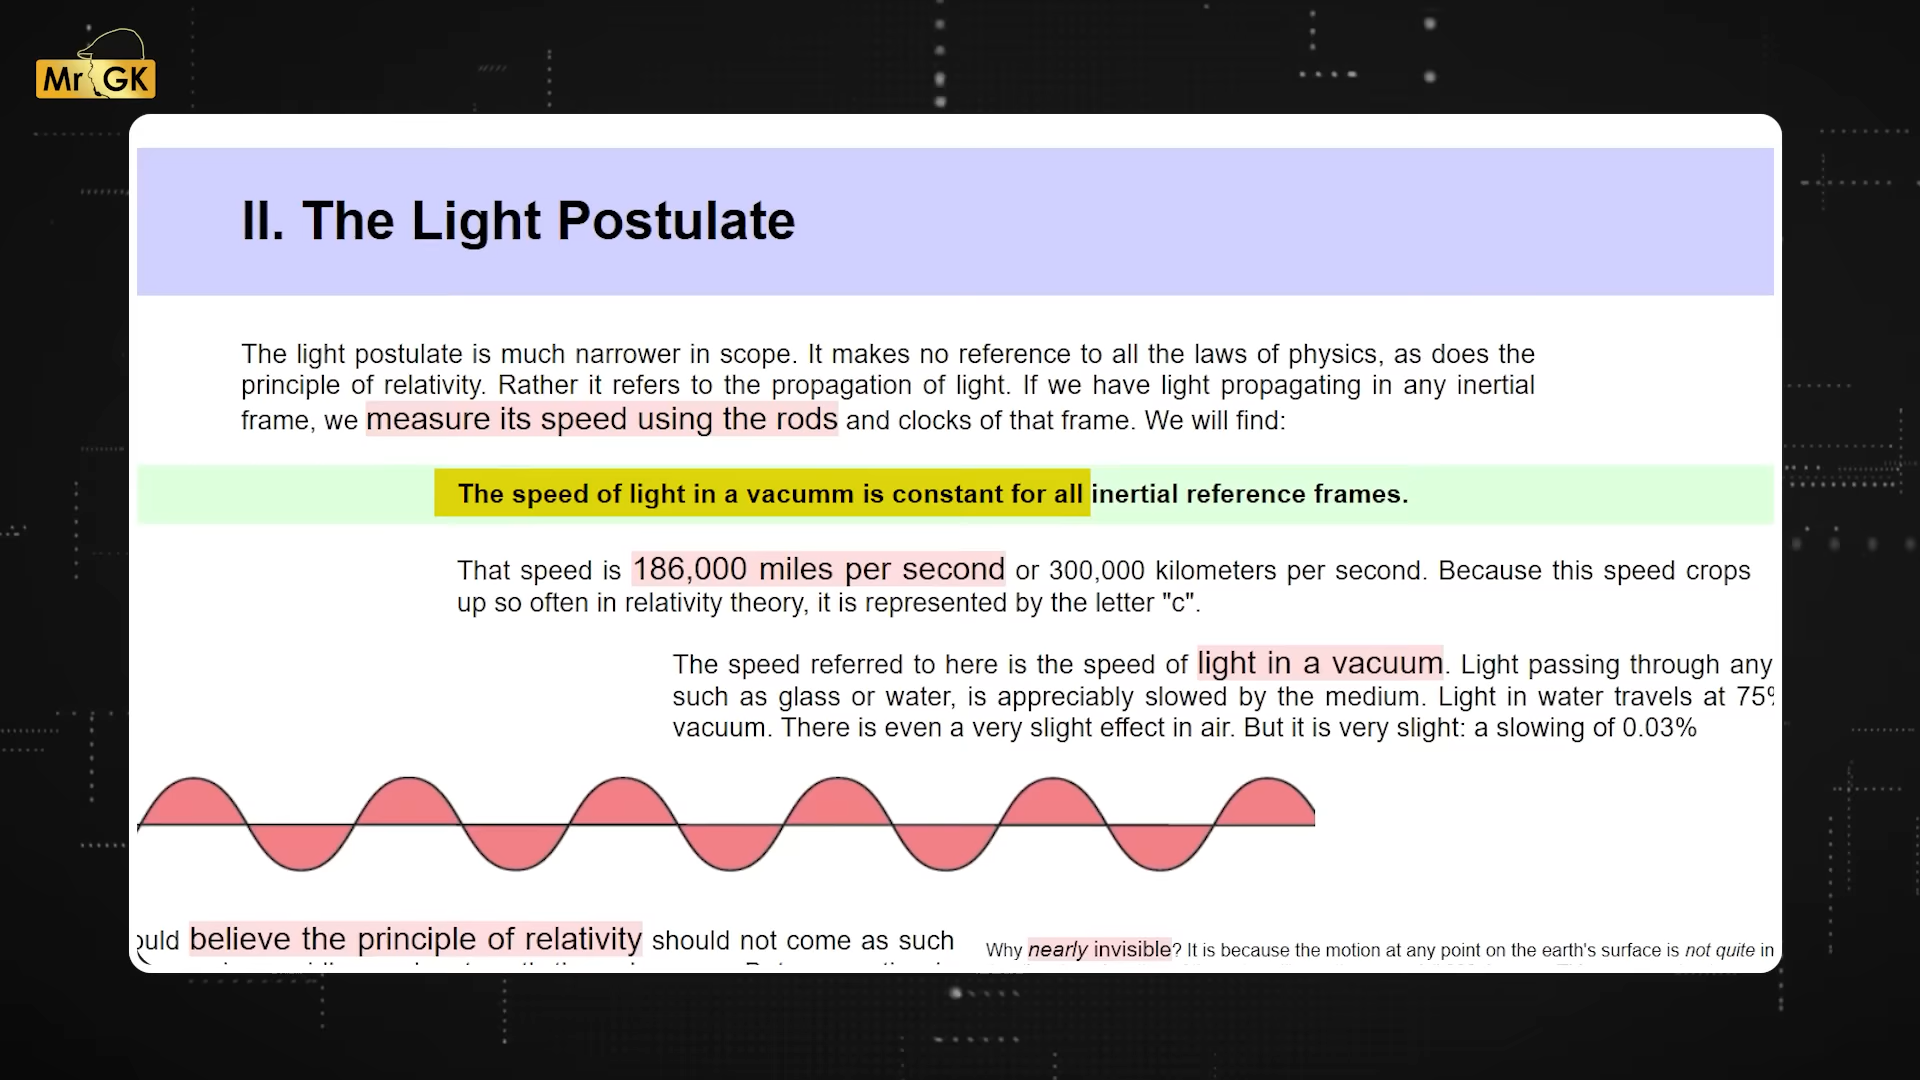 Mr GK
II. The Light Postulate
The light postulate is much narrower in scope. It makes no reference to all the laws of physics, as does the
principle of relativity. Rather it refers to the propagation of light. If we have light propagating in any inertial
frame, we measure its speed using the rods and clocks of that frame. We will find:
The speed of light in a vacumm is constant for all inertial reference frames.
That speed is 186,000 miles per second or 300,000 kilometers per second. Because this speed crops
up so often in relativity theory, it is represented by the letter "c".
The speed referred to here is the speed of light in a vacuum. Light passing through any
such as glass or water, is appreciably slowed by the medium. Light in water travels at 75%
vacuum. There is even a very slight effect in air. But it is very slight: a slowing of 0.03%
believe the principle of relativity should not come as such
Why nearly invisible? It is because the motion at any point on the earth's surface is not quite in